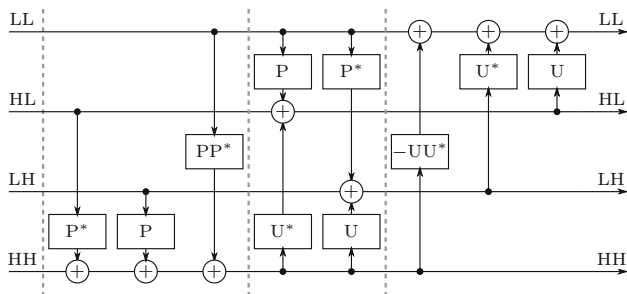 LL LL
P P*
U* U
HL HL
PP* −UU*
LH LH
P* P
U* U
HH HH